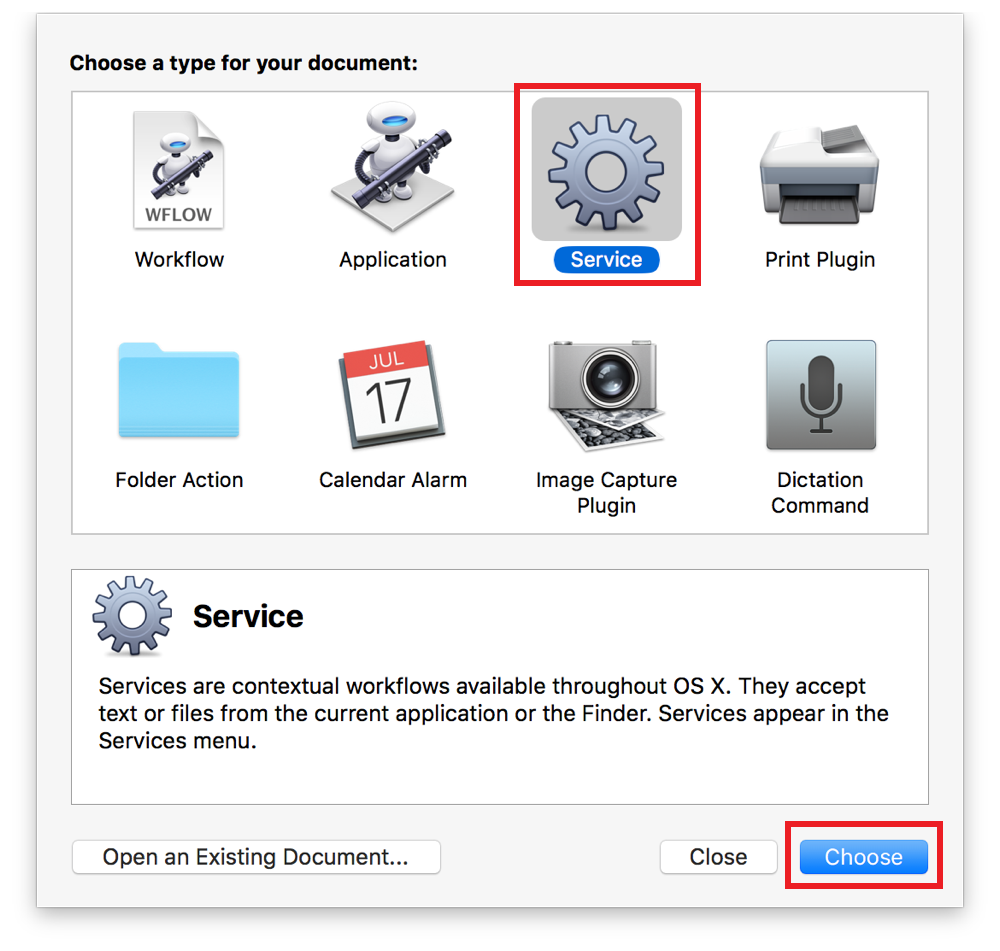 Choose a type for your document:
WFLOW
Workflow
Application
Service
Print Plugin
JUL
17
Folder Action
Calendar Alarm
Image Capture
Plugin
Dictation
Command
Service
Services are contextual workflows available throughout OS X. They accept
text or files from the current application or the Finder. Services appear in the
Services menu.
Open an Existing Document...
Close
Choose